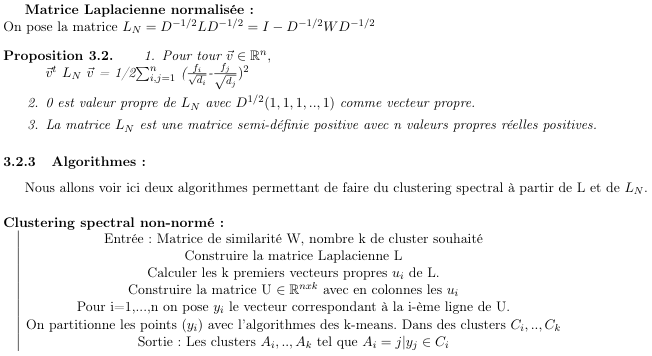 Matrice Laplacienne normalisée :
On pose la matrice $L_N = D^{-1/2}LD^{-1/2} = I - D^{-1/2}WD^{-1/2}$
Proposition 3.2. 1. Pour tour $\vec{v} \in \mathbb{R}^n$,
$\vec{v}^t\ L_N\ \vec{v} = 1/2\sum_{i,j=1}^{n}\ (\frac{f_i}{\sqrt{d_i}}\text{-}\frac{f_j}{\sqrt{d_j}})^2$
2. 0 est valeur propre de $L_N$ avec $D^{1/2}(1, 1, 1, .., 1)$ comme vecteur propre.
3. La matrice $L_N$ est une matrice semi-définie positive avec n valeurs propres réelles positives.
3.2.3 Algorithmes :
Nous allons voir ici deux algorithmes permettant de faire du clustering spectral à partir de L et de $L_N$.
Clustering spectral non-normé :
Entrée : Matrice de similarité W, nombre k de cluster souhaité
Construire la matrice Laplacienne L
Calculer les k premiers vecteurs propres $u_i$ de L.
Construire la matrice U $\in \mathbb{R}^{nxk}$ avec en colonnes les $u_i$
Pour i=1,...,n on pose $y_i$ le vecteur correspondant à la i-ème ligne de U.
On partitionne les points $(y_i)$ avec l'algorithmes des k-means. Dans des clusters $C_i, .., C_k$
Sortie : Les clusters $A_i, .., A_k$ tel que $A_i = j|y_j \in C_i$